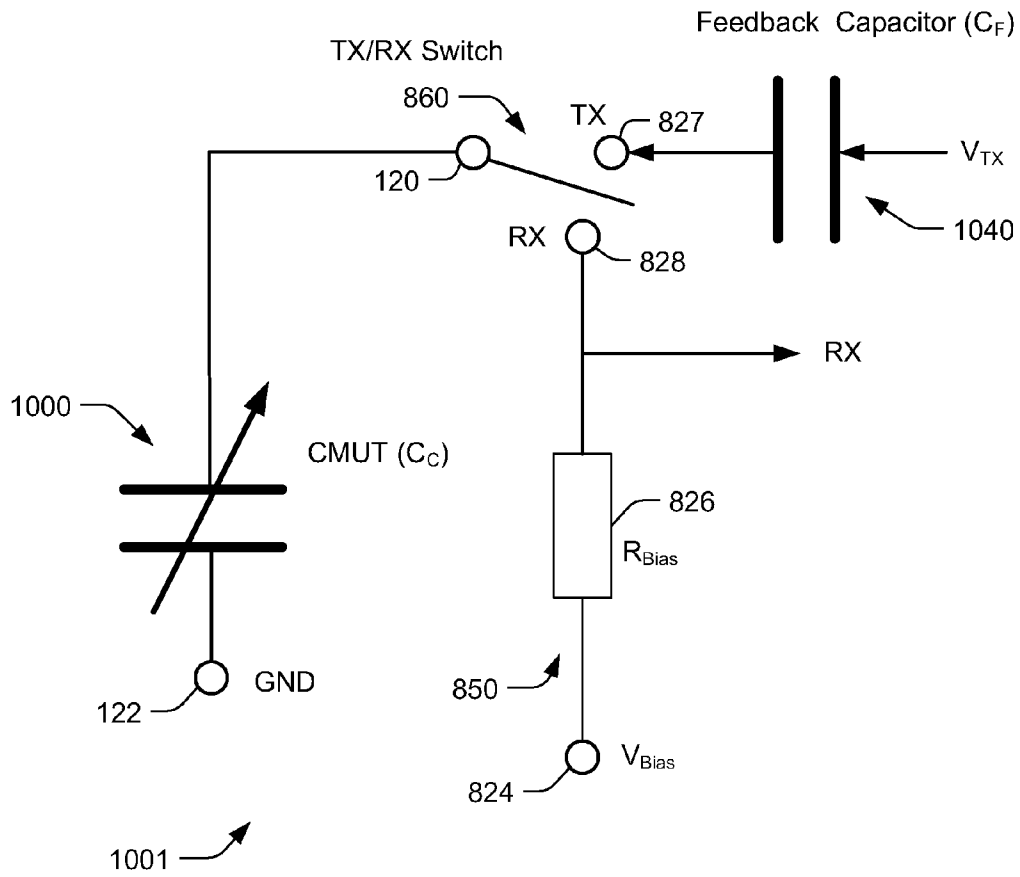 Feedback Capacitor (CF)
TX/RX Switch
860
TX
827
120
VTX
1040
RX
828
RX
1000
CMUT (CC)
826
RBias
850
GND
122
VBias
824
1001